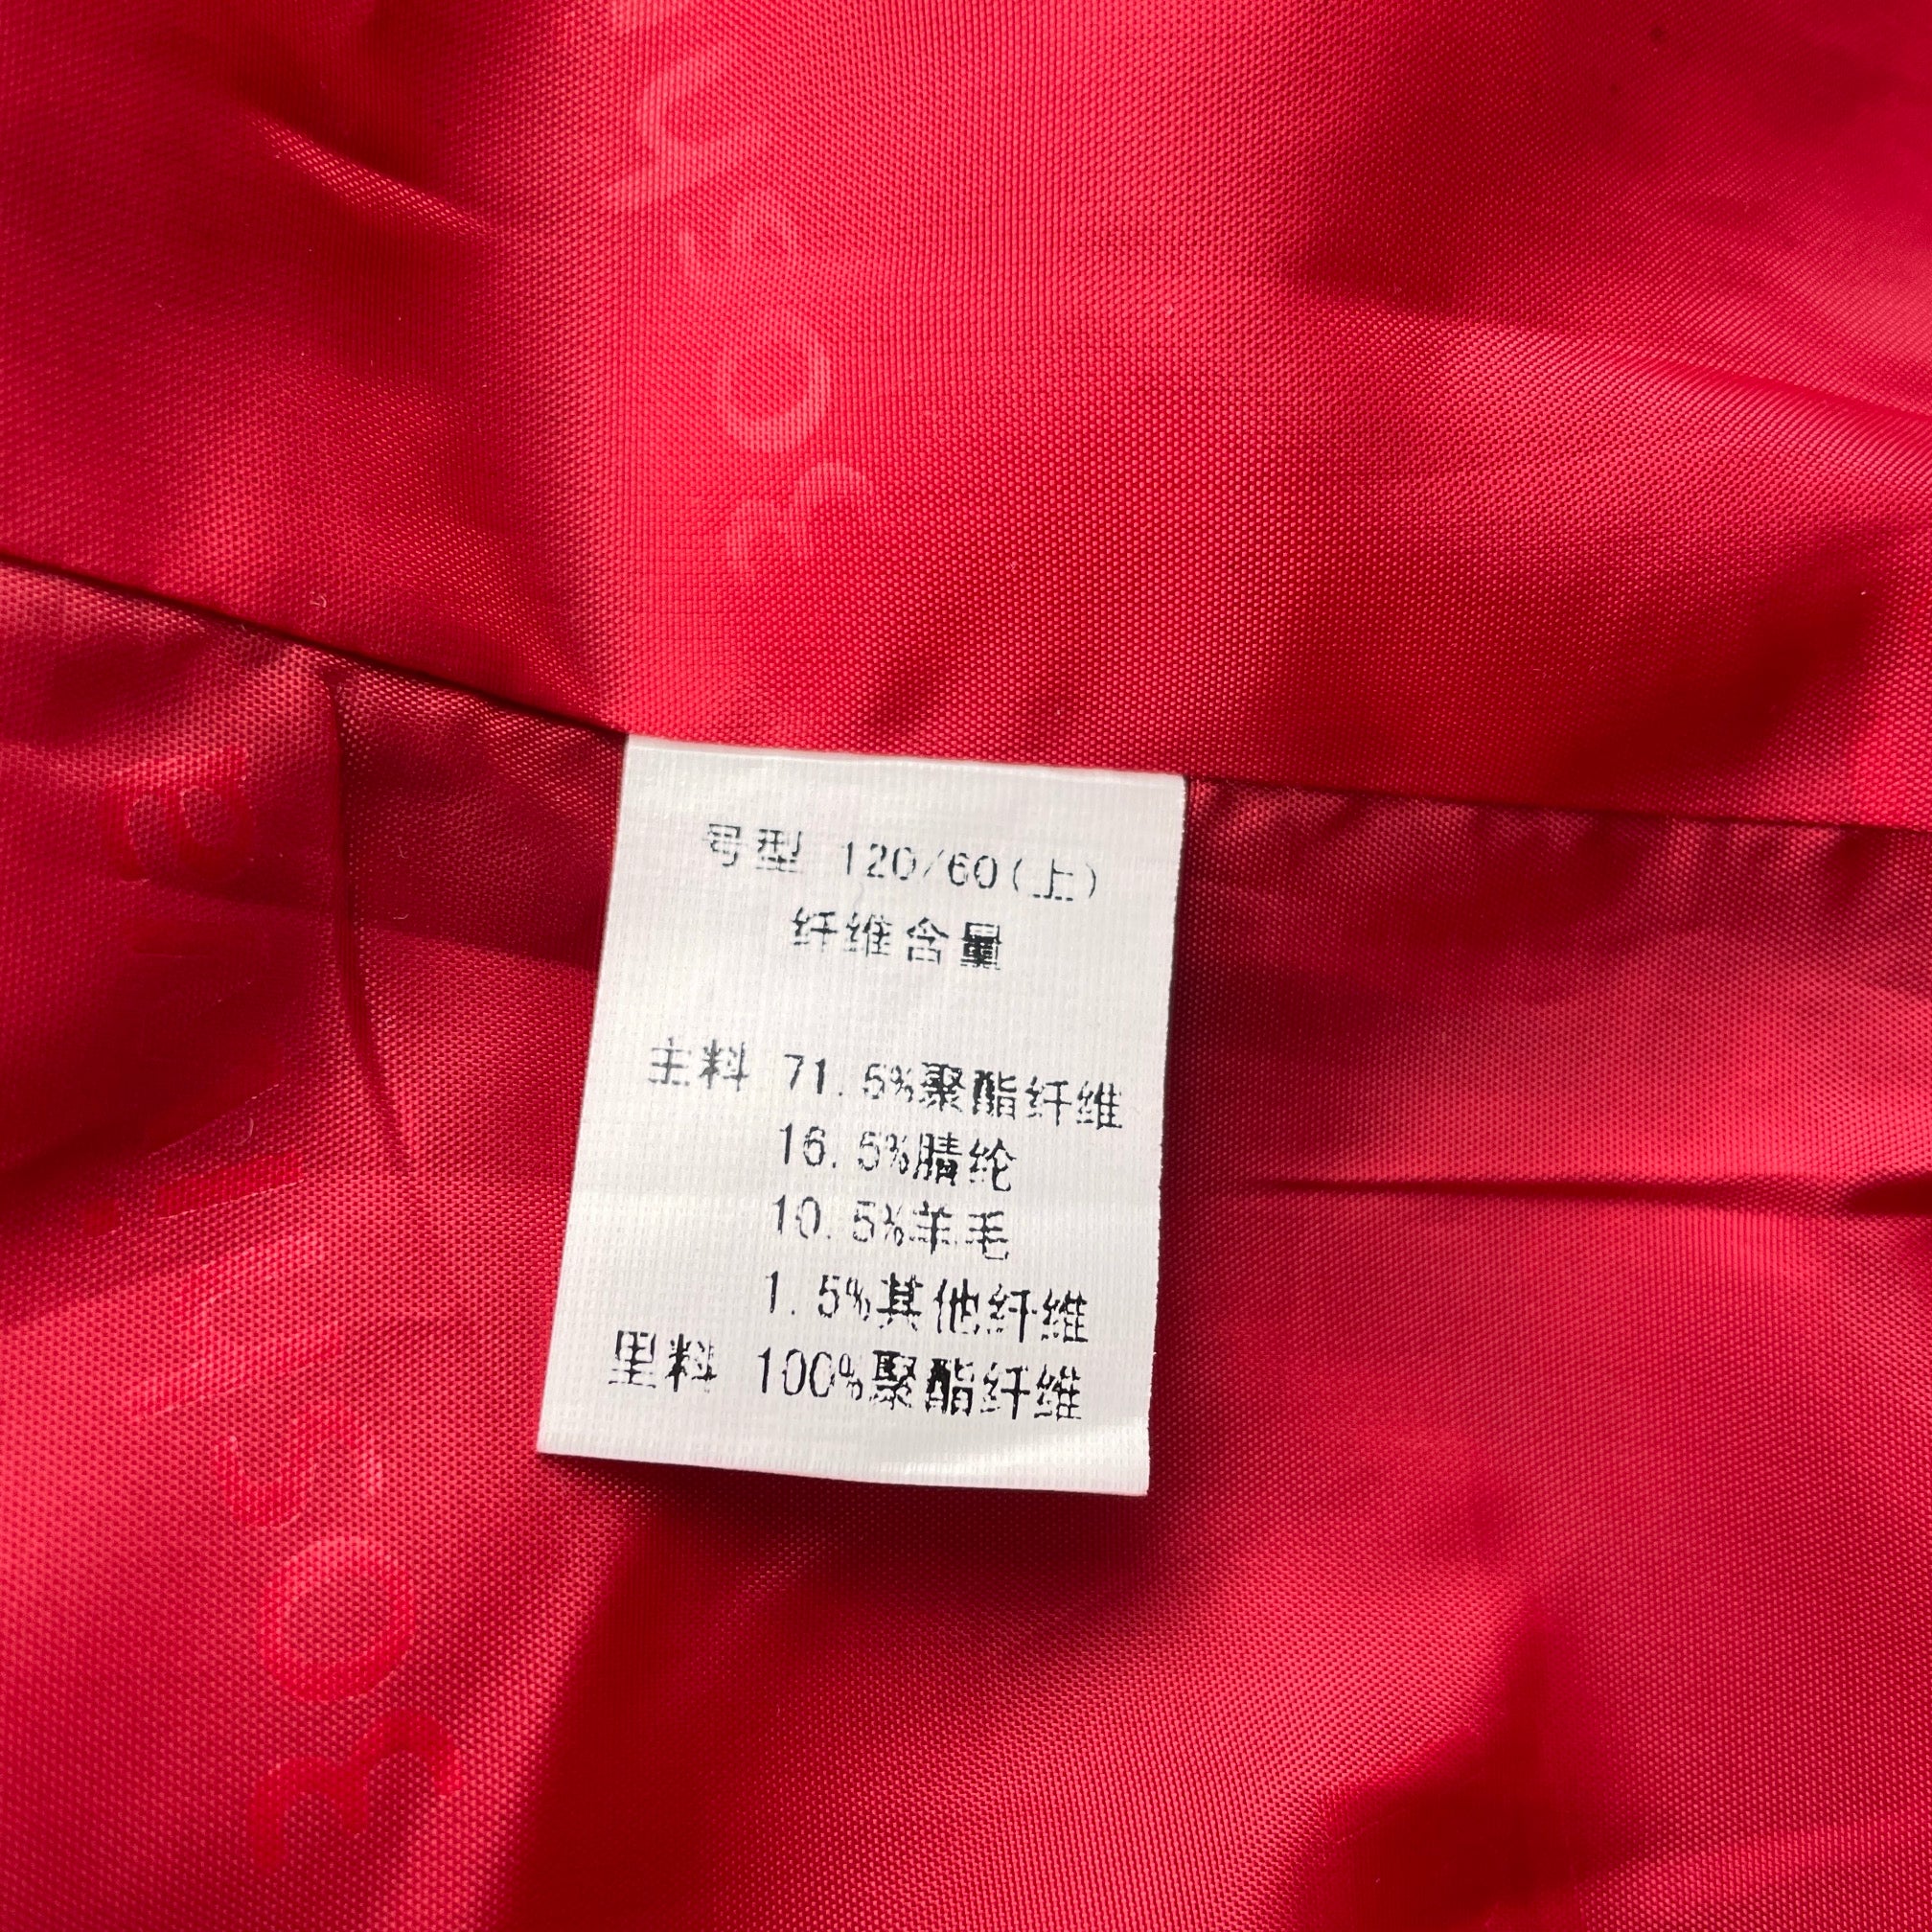 号型 120/60(上)
纤维含量
主料 71.5%聚酯纤维
16.5%腈纶
10.5%羊毛
1.5%其他纤维
里料 100%聚酯纤维